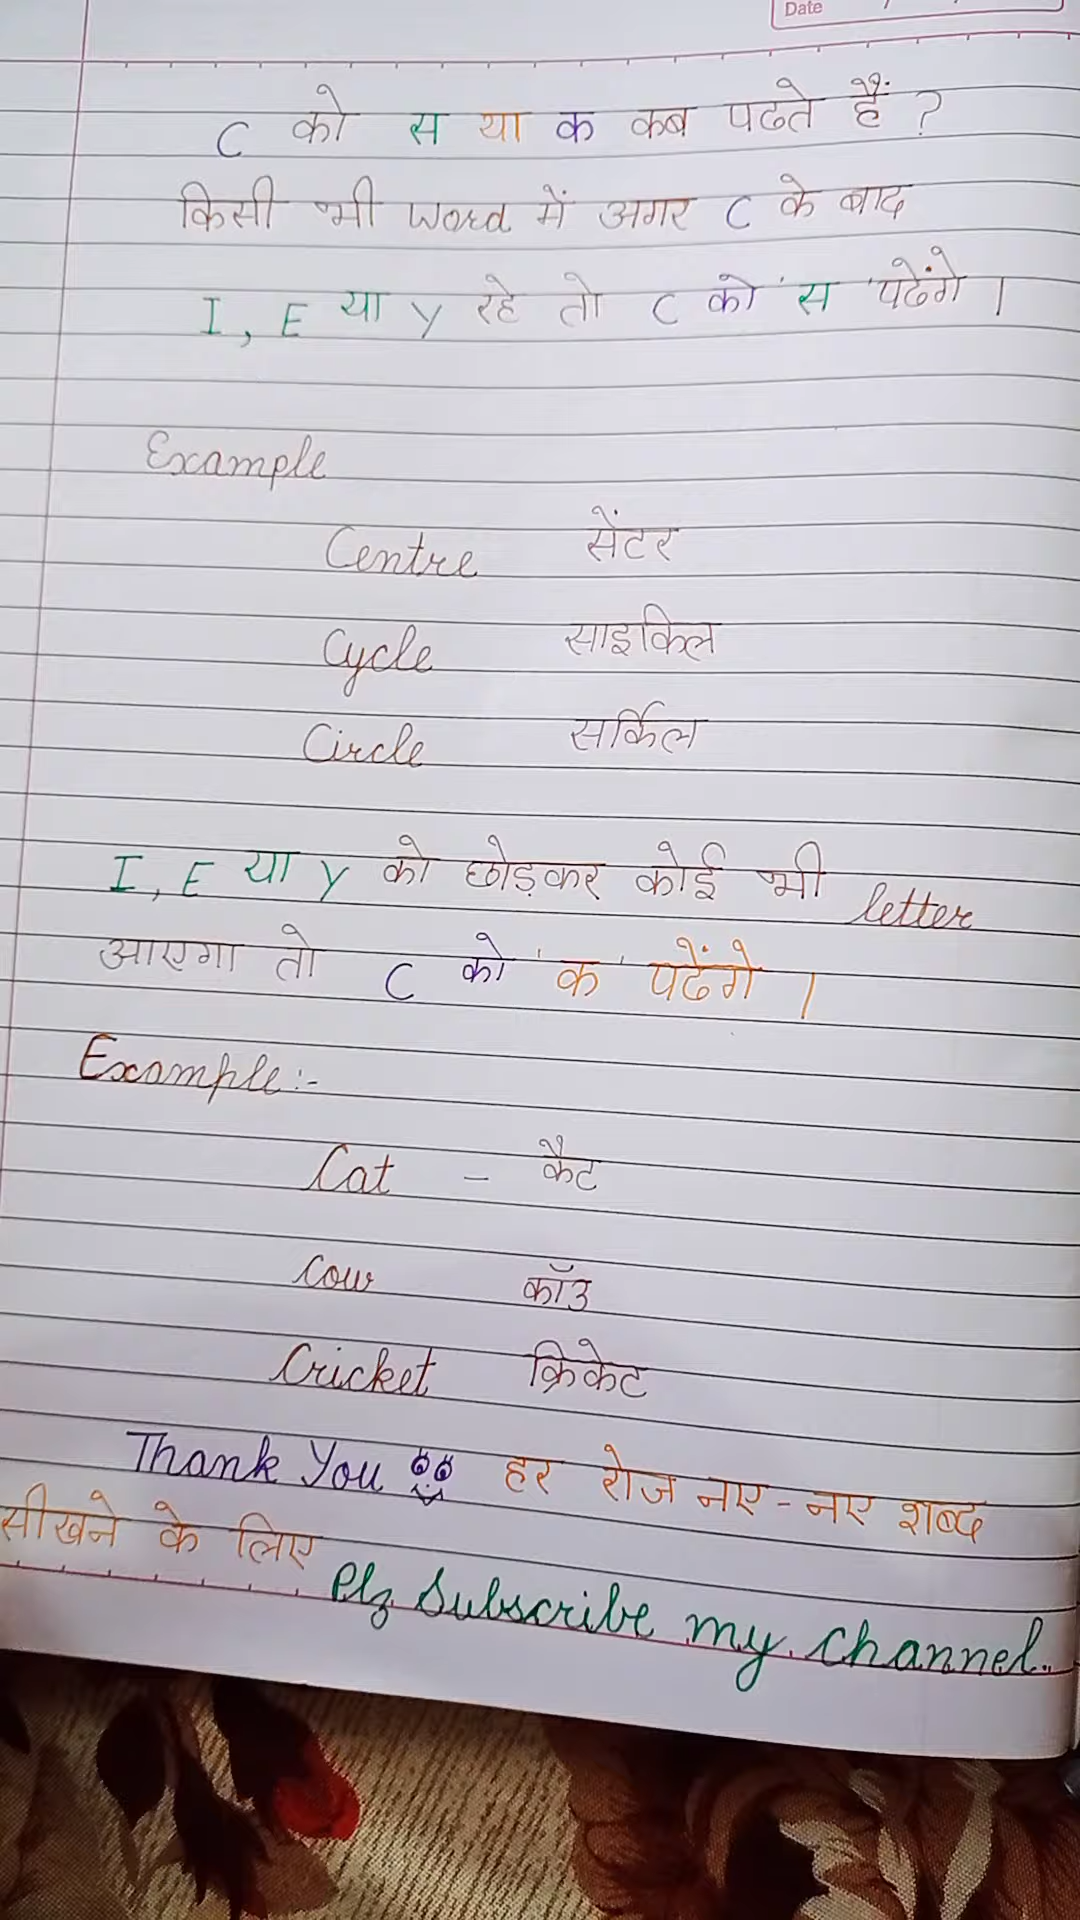 Date
C को स या क कब पढते हैं ?
किसी भी word में अगर C के बाद
I, E या Y रहे तो C को 'स' पढेंगे ।
Example
Centre सेंटर
Cycle साइकिल
Circle सर्किल
I, E या Y को छोड़कर कोई भी letter
आएगा तो C को 'क' पढेंगे ।
Example:-
Cat - कैट
Cow कॉउ
Cricket क्रिकेट
Thank You हर रोज नए-नए शब्द
सीखने के लिए Plz Subscribe my channel.